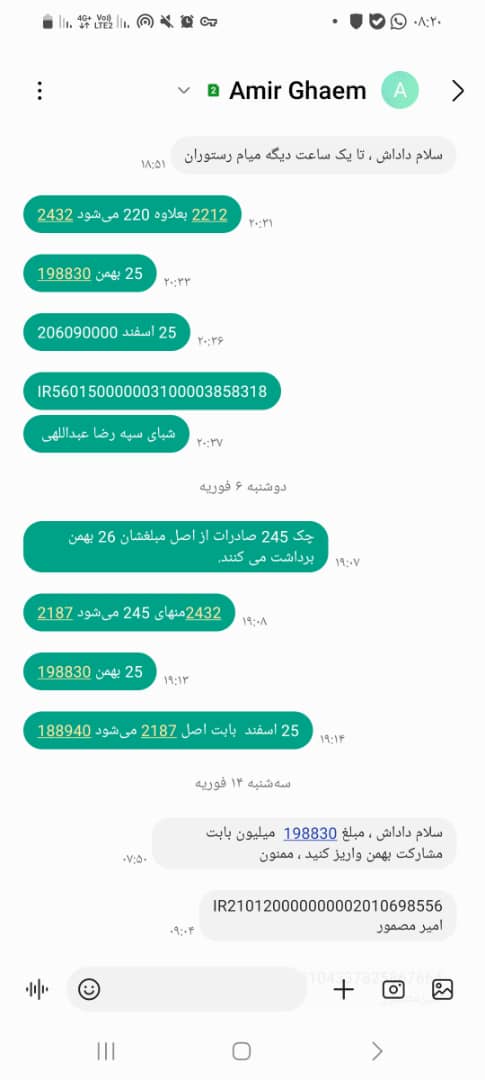 ۰۸:۲۰
4G+ Vo)) LTE2
Amir Ghaem
2
A
سلام داداش ، تا یک ساعت دیگه میام رستوران
۱۸:۵۱
2212 بعلاوه 220 می‌شود 2432
۲۰:۳۱
25 بهمن 198830
۲۰:۳۳
25 اسفند 206090000
۲۰:۳۶
IR560150000003100003858318
شبای سپه رضا عبداللهی
۲۰:۳۷
دوشنبه ۶ فوریه
چک 245 صادرات از اصل مبلغشان 26 بهمن
برداشت می کنند.
۱۹:۰۷
2432منهای 245 می‌شود 2187
۱۹:۰۸
25 بهمن 198830
۱۹:۱۳
25 اسفند بابت اصل 2187 می‌شود 188940
۱۹:۱۴
سه‌شنبه ۱۴ فوریه
سلام داداش ، مبلغ 198830 میلیون بابت
مشارکت بهمن واریز کنید ، ممنون
۰۷:۵۰
IR210120000000002010698556
امیر مصمور
۰۹:۰۴